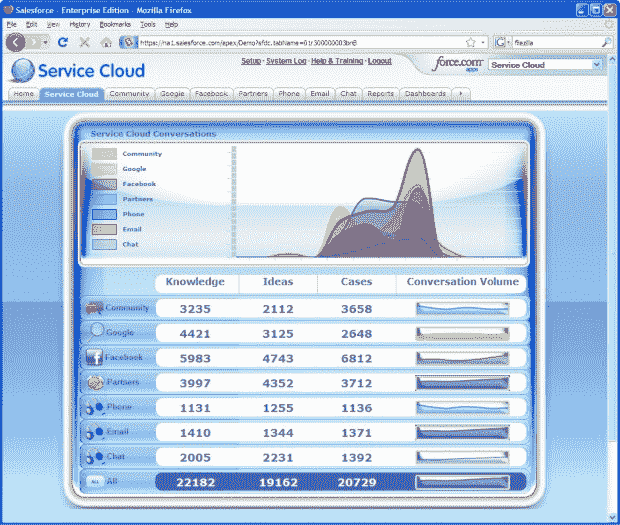 Salesforce - Enterprise Edition - Mozilla Firefox
File Edit View History Bookmarks Tools Help
https://na1.salesforce.com/apex/Demo?sfdc.tabName=01r300000003brB
Setup · System Log · Help & Training · Logout
Service Cloud
force.com
apps
Service Cloud
Home Service Cloud Community Google Facebook Partners Phone Email Chat Reports Dashboards
Service Cloud Conversations
Community
Google
Facebook
Partners
Phone
Email
Chat
Knowledge Ideas Cases Conversation Volume
Community 3235 2112 3658
Google 4421 3125 2648
Facebook 5983 4743 6812
Partners 3997 4352 3712
Phone 1131 1255 1136
Email 1410 1344 1371
Chat 2005 2231 1392
ALL All 22182 19162 20729